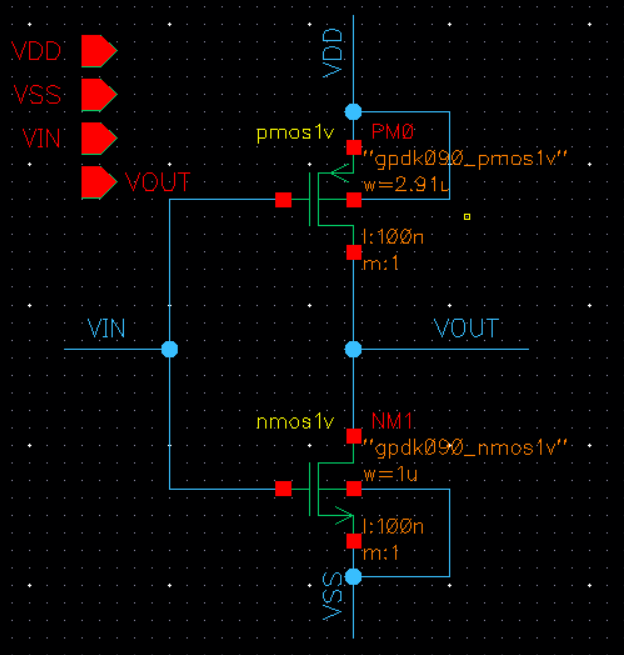 VDD
VSS
VIN
VOUT
VDD
pmos1v
PM0
"gpdk090_pmos1v"
w=2.91u
l:100n
m:1
VIN
VOUT
nmos1v
NM1
"gpdk090_nmos1v"
w=1u
l:100n
m:1
VSS